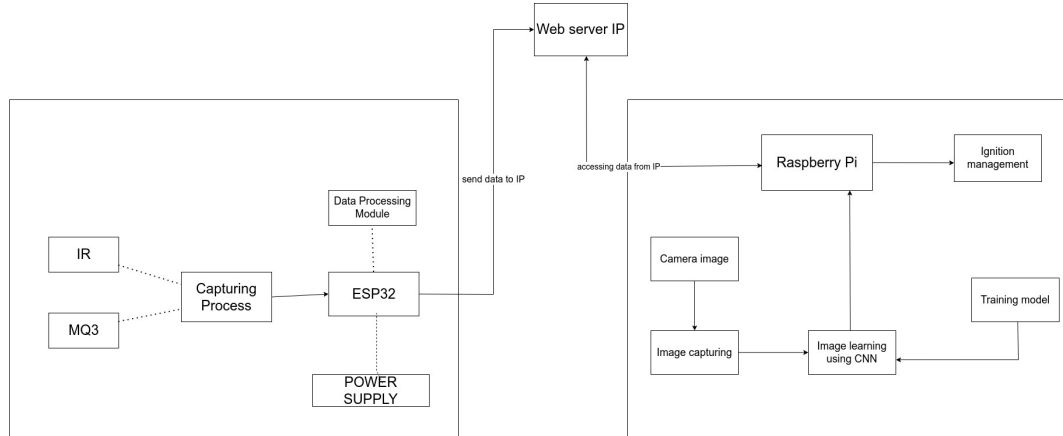 Web server IP
send data to IP
accessing data from IP
Data Processing
Module
IR
MQ3
Capturing
Process
ESP32
POWER
SUPPLY
Raspberry Pi
Ignition
management
Camera image
Training model
Image capturing
Image learning
using CNN